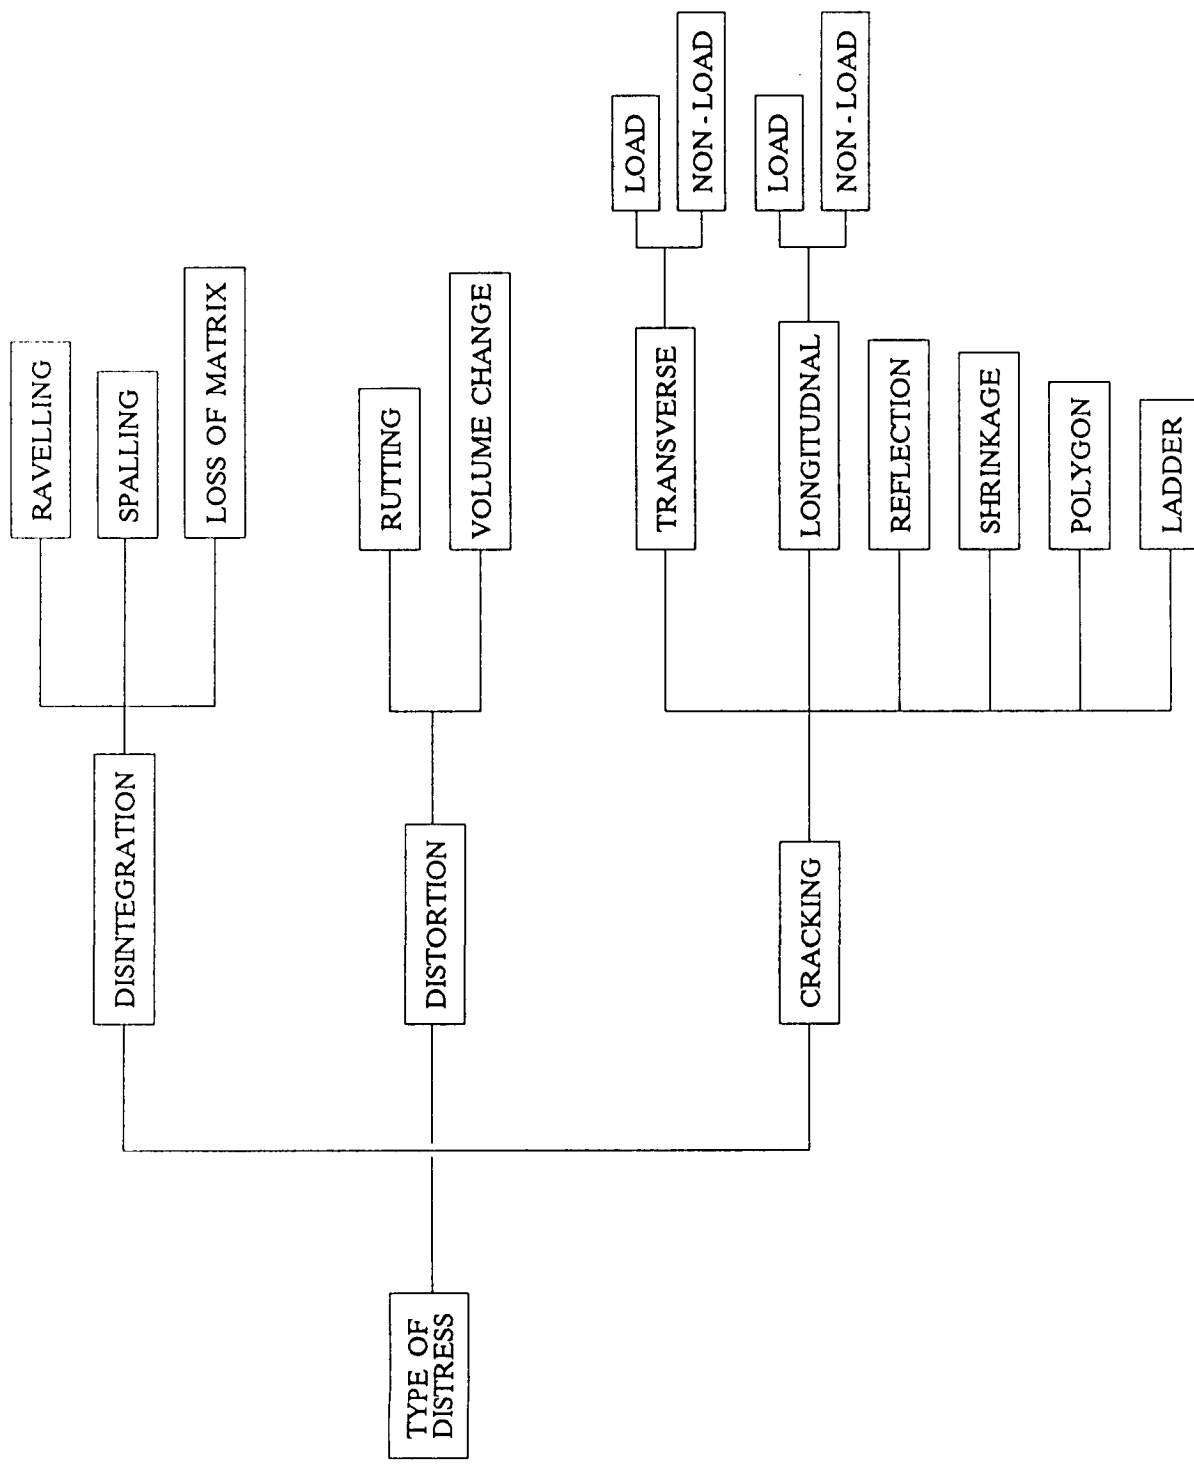 TYPE OF
DISTRESS
DISINTEGRATION
RAVELLING
SPALLING
LOSS OF MATRIX
DISTORTION
RUTTING
VOLUME CHANGE
CRACKING
TRANSVERSE
LOAD
NON - LOAD
LONGITUDNAL
LOAD
NON - LOAD
REFLECTION
SHRINKAGE
POLYGON
LADDER